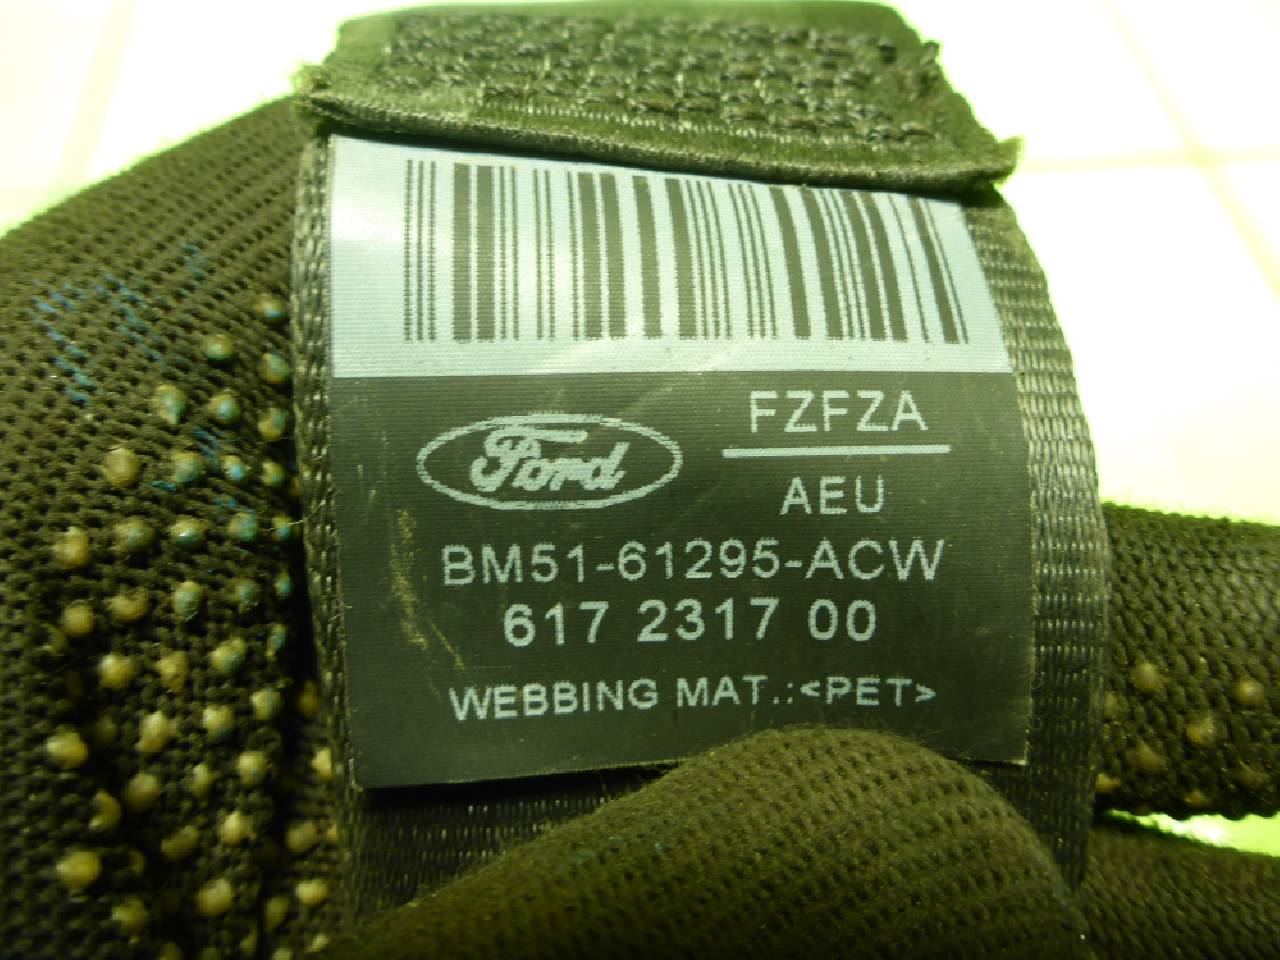 Ford
FZFZA
AEU
BM51-61295-ACW
617 2317 00
WEBBING MAT.:<PET>